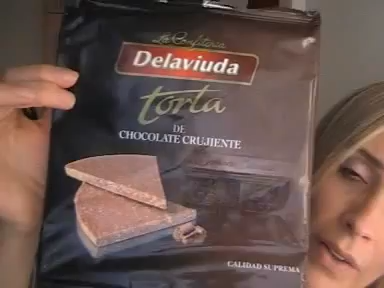 La Confitería
Delaviuda
torta
DE
CHOCOLATE CRUJIENTE
CALIDAD SUPREMA